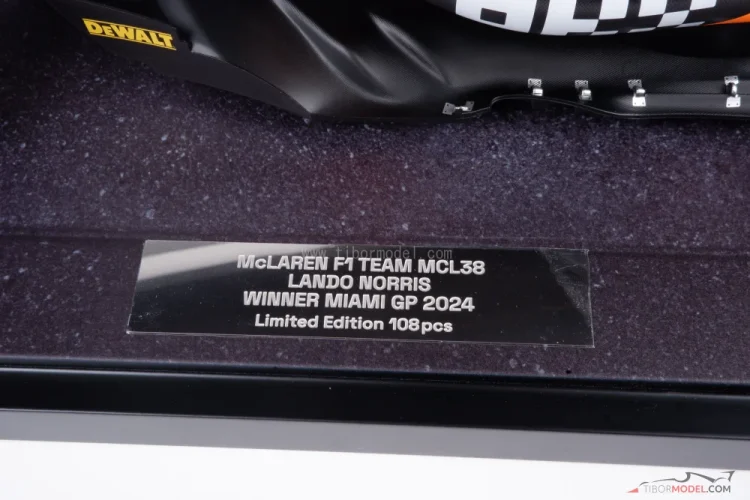 DEWALT
www.tibormodel.com
McLAREN F1 TEAM MCL38
LANDO NORRIS
WINNER MIAMI GP 2024
Limited Edition 108pcs
TIBORMODEL.COM